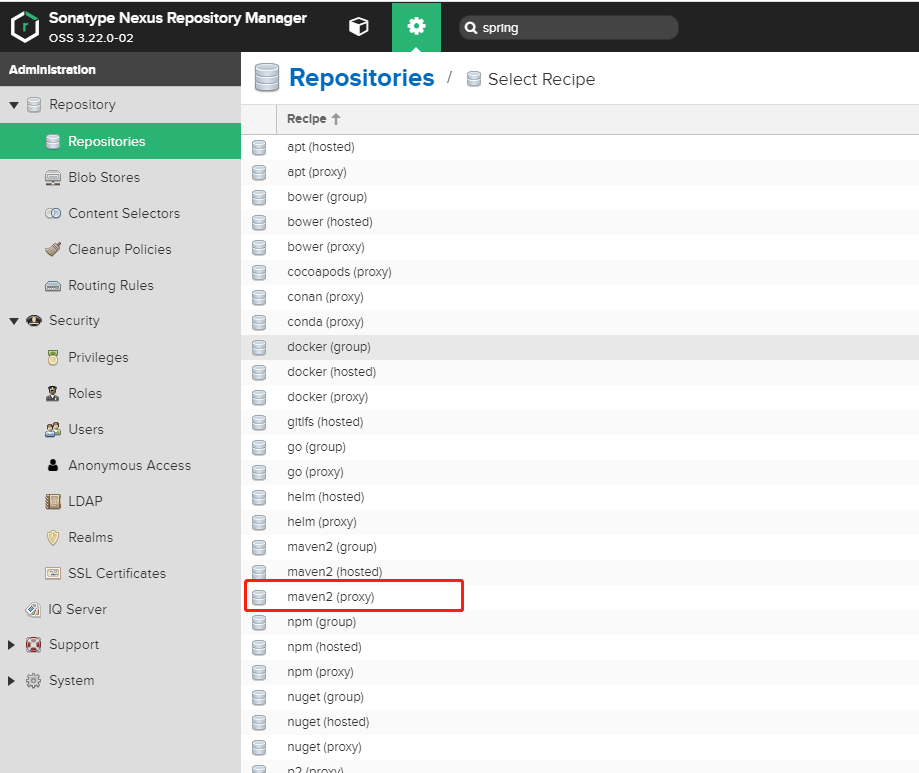 Sonatype Nexus Repository Manager
OSS 3.22.0-02
spring
Administration
Repository
Repositories
Blob Stores
Content Selectors
Cleanup Policies
Routing Rules
Security
Privileges
Roles
Users
Anonymous Access
LDAP
Realms
SSL Certificates
IQ Server
Support
System
Repositories / Select Recipe
Recipe
apt (hosted)
apt (proxy)
bower (group)
bower (hosted)
bower (proxy)
cocoapods (proxy)
conan (proxy)
conda (proxy)
docker (group)
docker (hosted)
docker (proxy)
gitlfs (hosted)
go (group)
go (proxy)
helm (hosted)
helm (proxy)
maven2 (group)
maven2 (hosted)
maven2 (proxy)
npm (group)
npm (hosted)
npm (proxy)
nuget (group)
nuget (hosted)
nuget (proxy)
p2 (proxy)